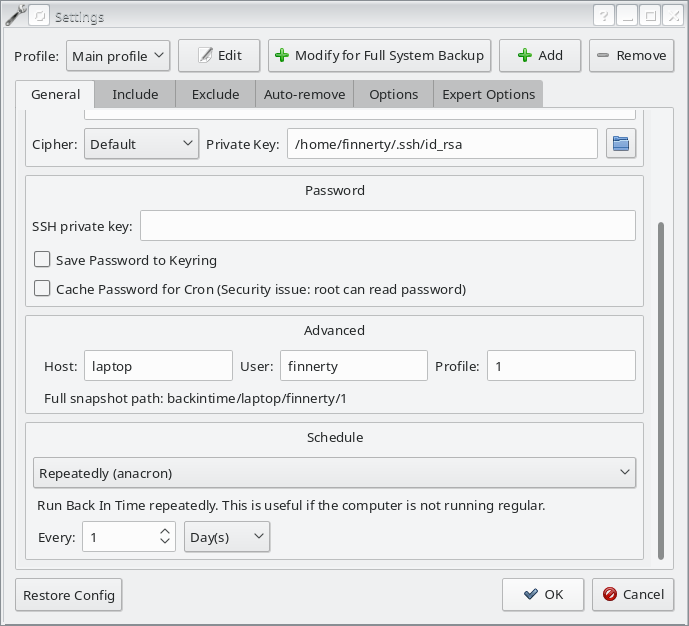 Settings
Profile: Main profile Edit Modify for Full System Backup Add Remove
General Include Exclude Auto-remove Options Expert Options
Cipher: Default Private Key: /home/finnerty/.ssh/id_rsa
Password
SSH private key:
Save Password to Keyring
Cache Password for Cron (Security issue: root can read password)
Advanced
Host: laptop User: finnerty Profile: 1
Full snapshot path: backintime/laptop/finnerty/1
Schedule
Repeatedly (anacron)
Run Back In Time repeatedly. This is useful if the computer is not running regular.
Every: 1 Day(s)
Restore Config OK Cancel